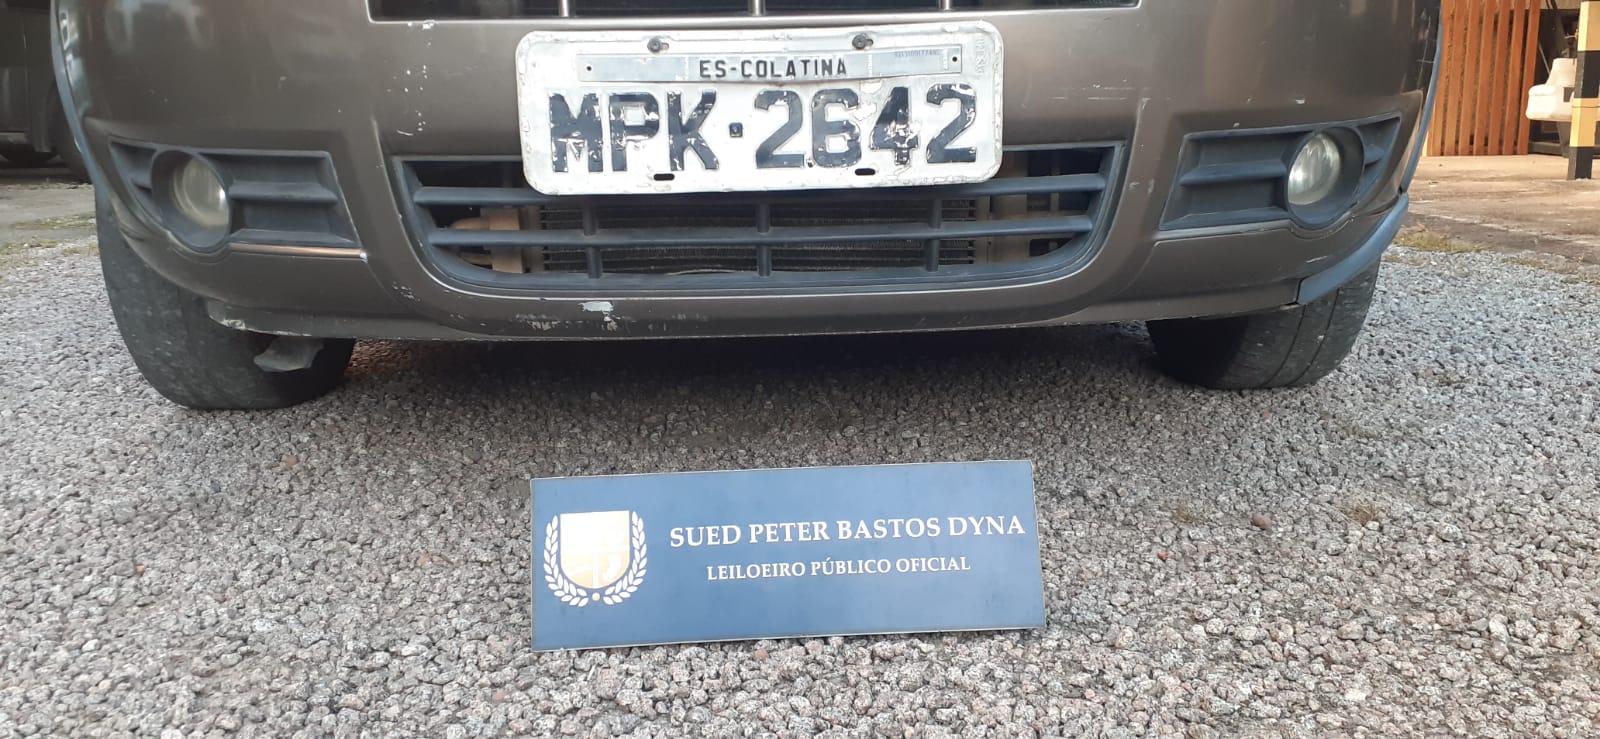 ES-COLATINA
MPK·2642
SUED PETER BASTOS DYNA
LEILOEIRO PÚBLICO OFICIAL